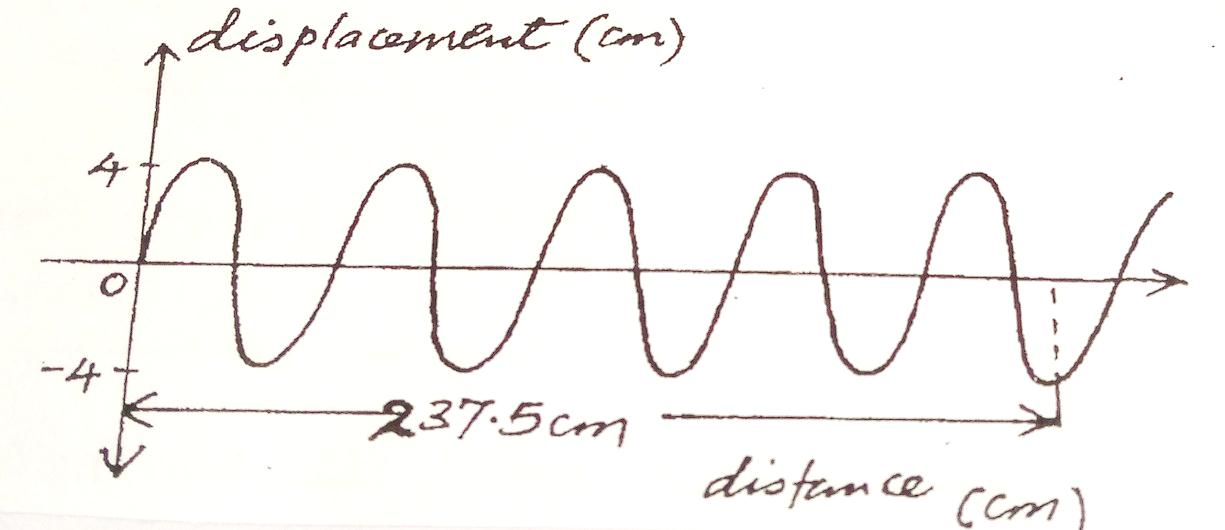 displacement (cm)
4
0
-4
237.5cm
distance (cm)